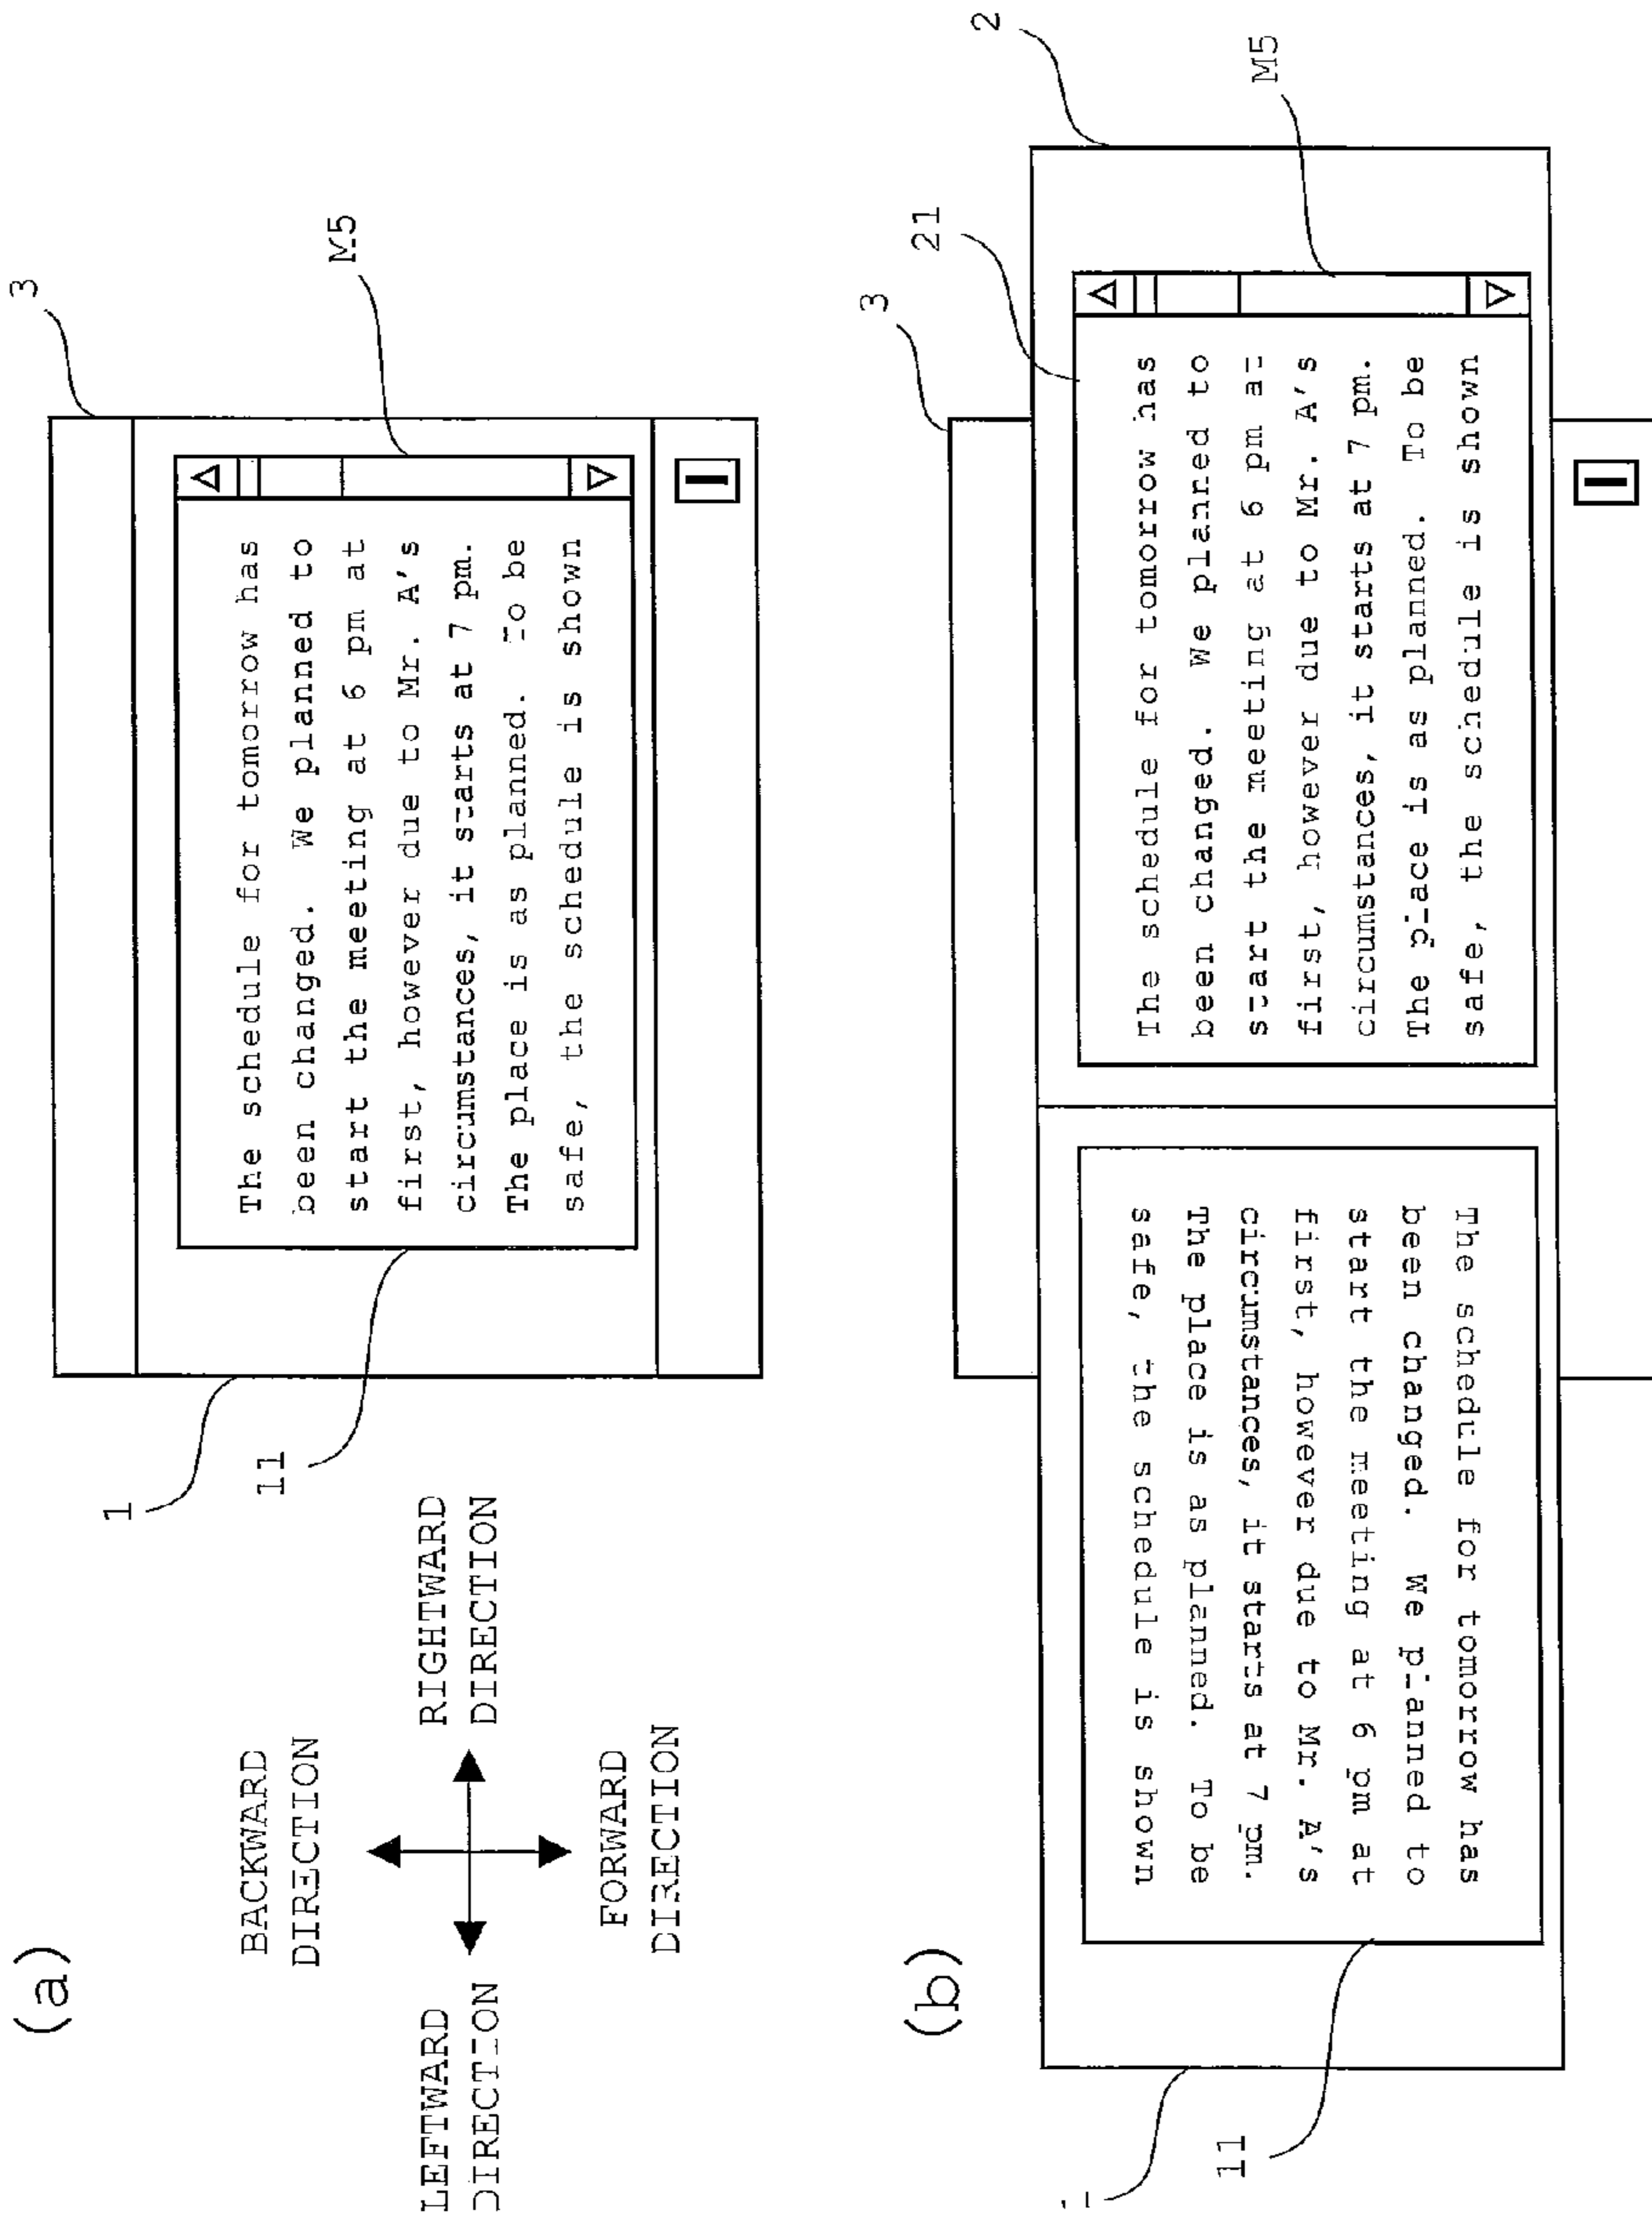 (a)
BACKWARD
DIRECTION
LEFTWARD
DIRECTION
RIGHTWARD
DIRECTION
FORWARD
DIRECTION
1
11
3
M5
The schedule for tomorrow has
been changed. We planned to
start the meeting at 6 pm at
first, however due to Mr. A's
circumstances, it starts at 7 pm.
The place is as planned. To be
safe, the schedule is shown
(b)
11
3
21
2
M5
The schedule for tomorrow has
been changed. We planned to
start the meeting at 6 pm at
first, however due to Mr. A's
circumstances, it starts at 7 pm.
The place is as planned. To be
safe, the schedule is shown
The schedule for tomorrow has
been changed. We planned to
start the meeting at 6 pm at
first, however due to Mr. A's
circumstances, it starts at 7 pm.
The place is as planned. To be
safe, the schedule is shown